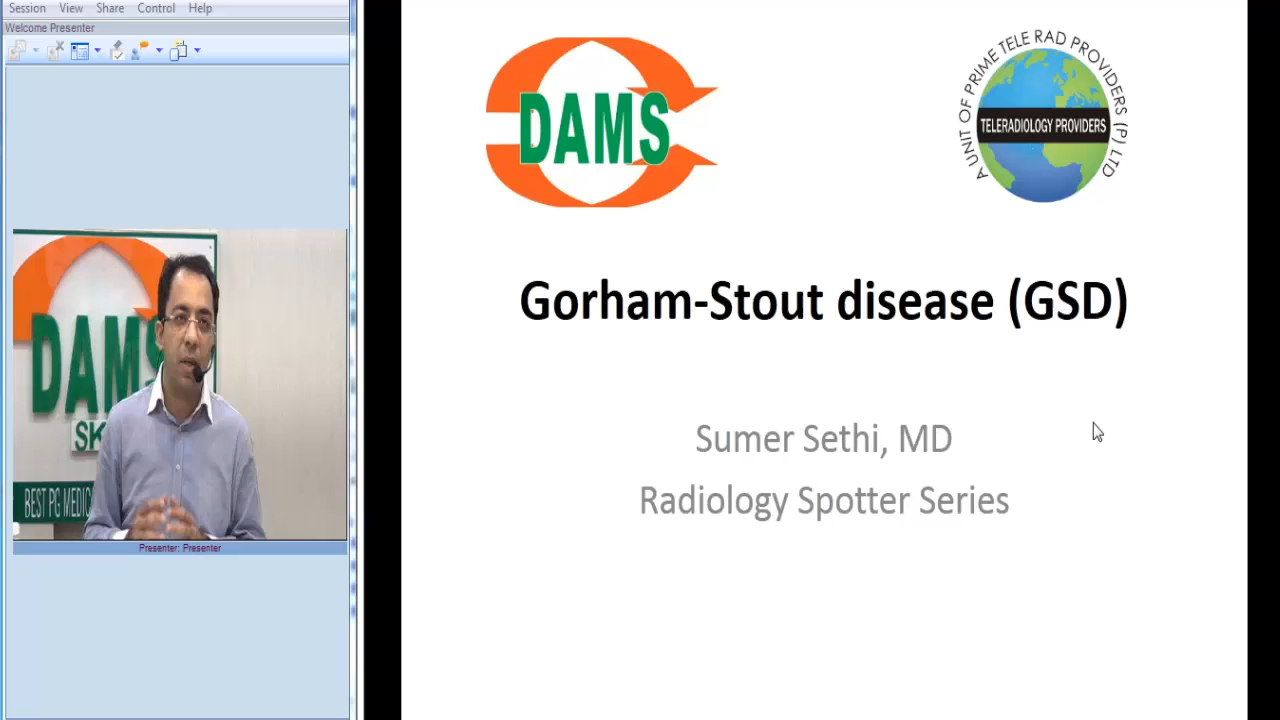 Session View Share Control Help
Welcome Presenter
DAMS
SK
BEST PG MEDIC
Presenter: Presenter
DAMS
A UNIT OF PRIME TELE RAD PROVIDERS (P) LTD
TELERADIOLOGY PROVIDERS
Gorham-Stout disease (GSD)
Sumer Sethi, MD
Radiology Spotter Series